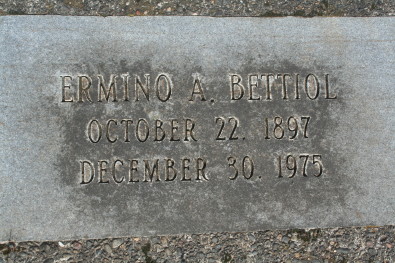 ERMINO A. BETTIOL
OCTOBER 22, 1897
DECEMBER 30, 1975